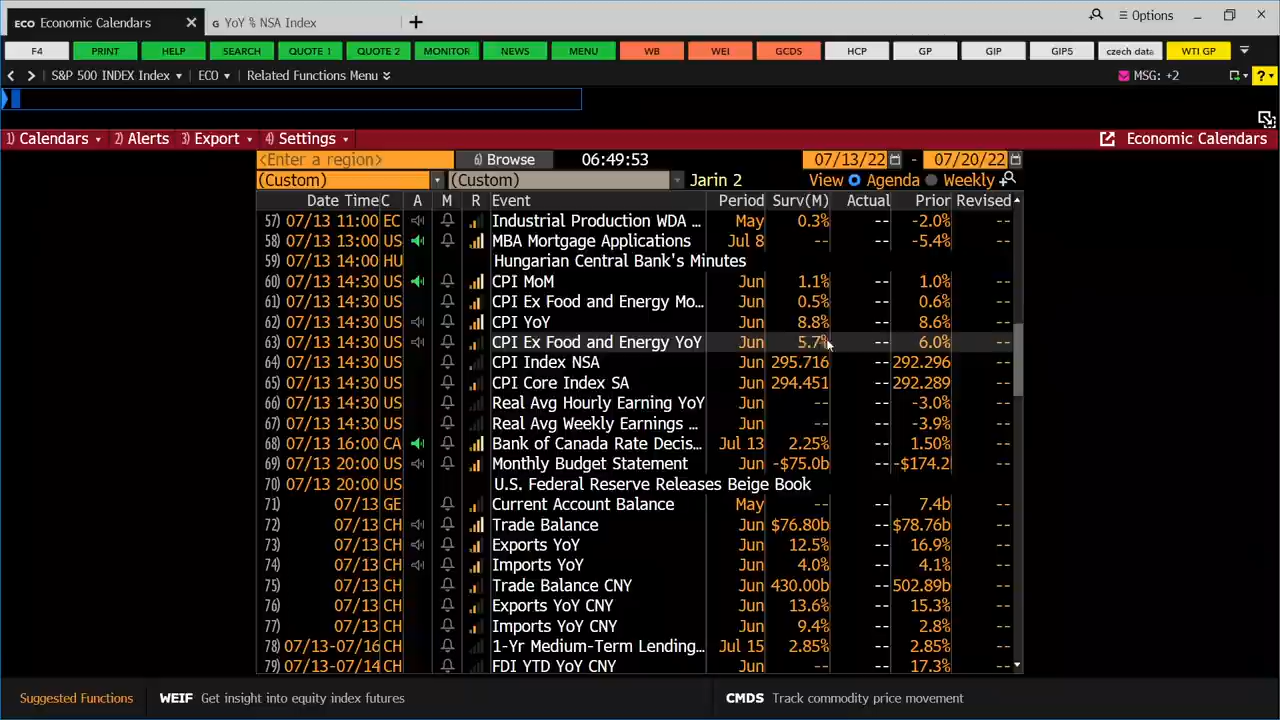 ECO Economic Calendars × G YoY % NSA Index +
Options
F4 PRINT HELP SEARCH QUOTE 1 QUOTE 2 MONITOR NEWS MENU WB WEI GCDS HCP GP GIP GIP5 czech data WTI GP
S&P 500 INDEX Index ECO Related Functions Menu MSG: +2 ?
1) Calendars 2) Alerts 3) Export 4) Settings Economic Calendars
<Enter a region> 6) Browse 06:49:53 07/13/22 - 07/20/22
(Custom) (Custom) Jarin 2 View Agenda Weekly
Date Time C A M R Event Period Surv(M) Actual Prior Revised
57) 07/13 11:00 EC Industrial Production WDA ... May 0.3% -- -2.0% --
58) 07/13 13:00 US MBA Mortgage Applications Jul 8 -- -- -5.4% --
59) 07/13 14:00 HU Hungarian Central Bank's Minutes
60) 07/13 14:30 US CPI MoM Jun 1.1% -- 1.0% --
61) 07/13 14:30 US CPI Ex Food and Energy Mo... Jun 0.5% -- 0.6% --
62) 07/13 14:30 US CPI YoY Jun 8.8% -- 8.6% --
63) 07/13 14:30 US CPI Ex Food and Energy YoY Jun 5.7% -- 6.0% --
64) 07/13 14:30 US CPI Index NSA Jun 295.716 -- 292.296 --
65) 07/13 14:30 US CPI Core Index SA Jun 294.451 -- 292.289 --
66) 07/13 14:30 US Real Avg Hourly Earning YoY Jun -- -- -3.0% --
67) 07/13 14:30 US Real Avg Weekly Earnings ... Jun -- -- -3.9% --
68) 07/13 16:00 CA Bank of Canada Rate Decis... Jul 13 2.25% -- 1.50% --
69) 07/13 20:00 US Monthly Budget Statement Jun -$75.0b -- -$174.2 --
70) 07/13 20:00 US U.S. Federal Reserve Releases Beige Book
71) 07/13 GE Current Account Balance May -- -- 7.4b --
72) 07/13 CH Trade Balance Jun $76.80b -- $78.76b --
73) 07/13 CH Exports YoY Jun 12.5% -- 16.9% --
74) 07/13 CH Imports YoY Jun 4.0% -- 4.1% --
75) 07/13 CH Trade Balance CNY Jun 430.00b -- 502.89b --
76) 07/13 CH Exports YoY CNY Jun 13.6% -- 15.3% --
77) 07/13 CH Imports YoY CNY Jun 9.4% -- 2.8% --
78) 07/13-07/16 CH 1-Yr Medium-Term Lending... Jul 15 2.85% -- 2.85% --
79) 07/13-07/14 CH FDI YTD YoY CNY Jun -- -- 17.3% --
Suggested Functions WEIF Get insight into equity index futures CMDS Track commodity price movement